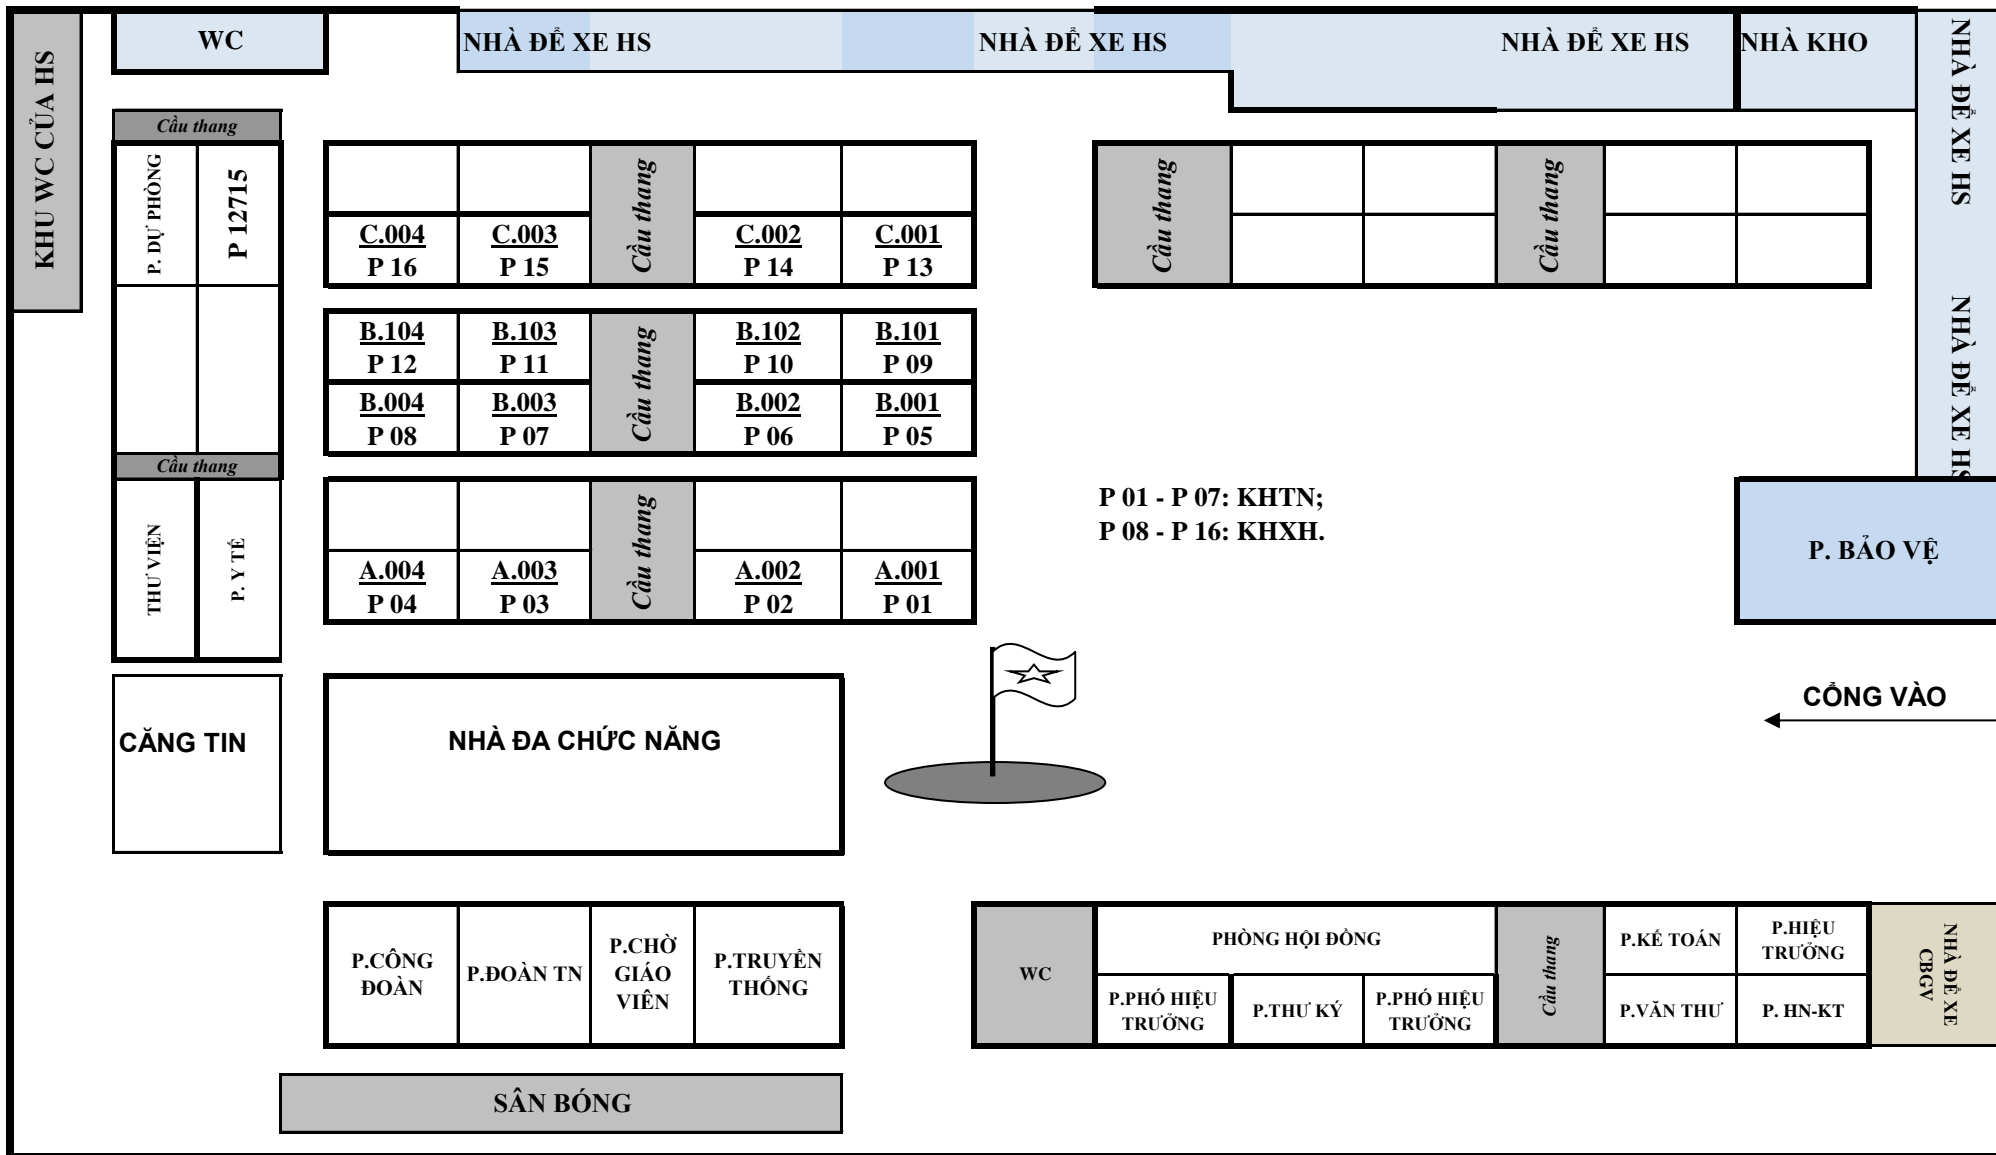 WC
NHÀ ĐỂ XE HS
NHÀ ĐỂ XE HS
NHÀ ĐỂ XE HS
NHÀ KHO
NHÀ ĐỂ XE HS
NHÀ ĐỂ XE HS
KHU WC CỦA HS
Cầu thang
P. DỰ PHÒNG
P 12715
Cầu thang
THƯ VIỆN
P. Y TẾ
C.004
P 16
C.003
P 15
Cầu thang
C.002
P 14
C.001
P 13
Cầu thang
Cầu thang
B.104
P 12
B.103
P 11
Cầu thang
B.102
P 10
B.101
P 09
B.004
P 08
B.003
P 07
B.002
P 06
B.001
P 05
A.004
P 04
A.003
P 03
Cầu thang
A.002
P 02
A.001
P 01
P 01 - P 07: KHTN;
P 08 - P 16: KHXH.
P. BẢO VỆ
CỔNG VÀO
CĂNG TIN
NHÀ ĐA CHỨC NĂNG
P.CÔNG
ĐOÀN
P.ĐOÀN TN
P.CHỜ
GIÁO
VIÊN
P.TRUYỀN
THỐNG
WC
PHÒNG HỘI ĐỒNG
P.PHÓ HIỆU
TRƯỞNG
P.THƯ KÝ
P.PHÓ HIỆU
TRƯỞNG
Cầu thang
P.KẾ TOÁN
P.HIỆU
TRƯỞNG
P.VĂN THƯ
P. HN-KT
NHÀ ĐỂ XE
CBGV
SÂN BÓNG